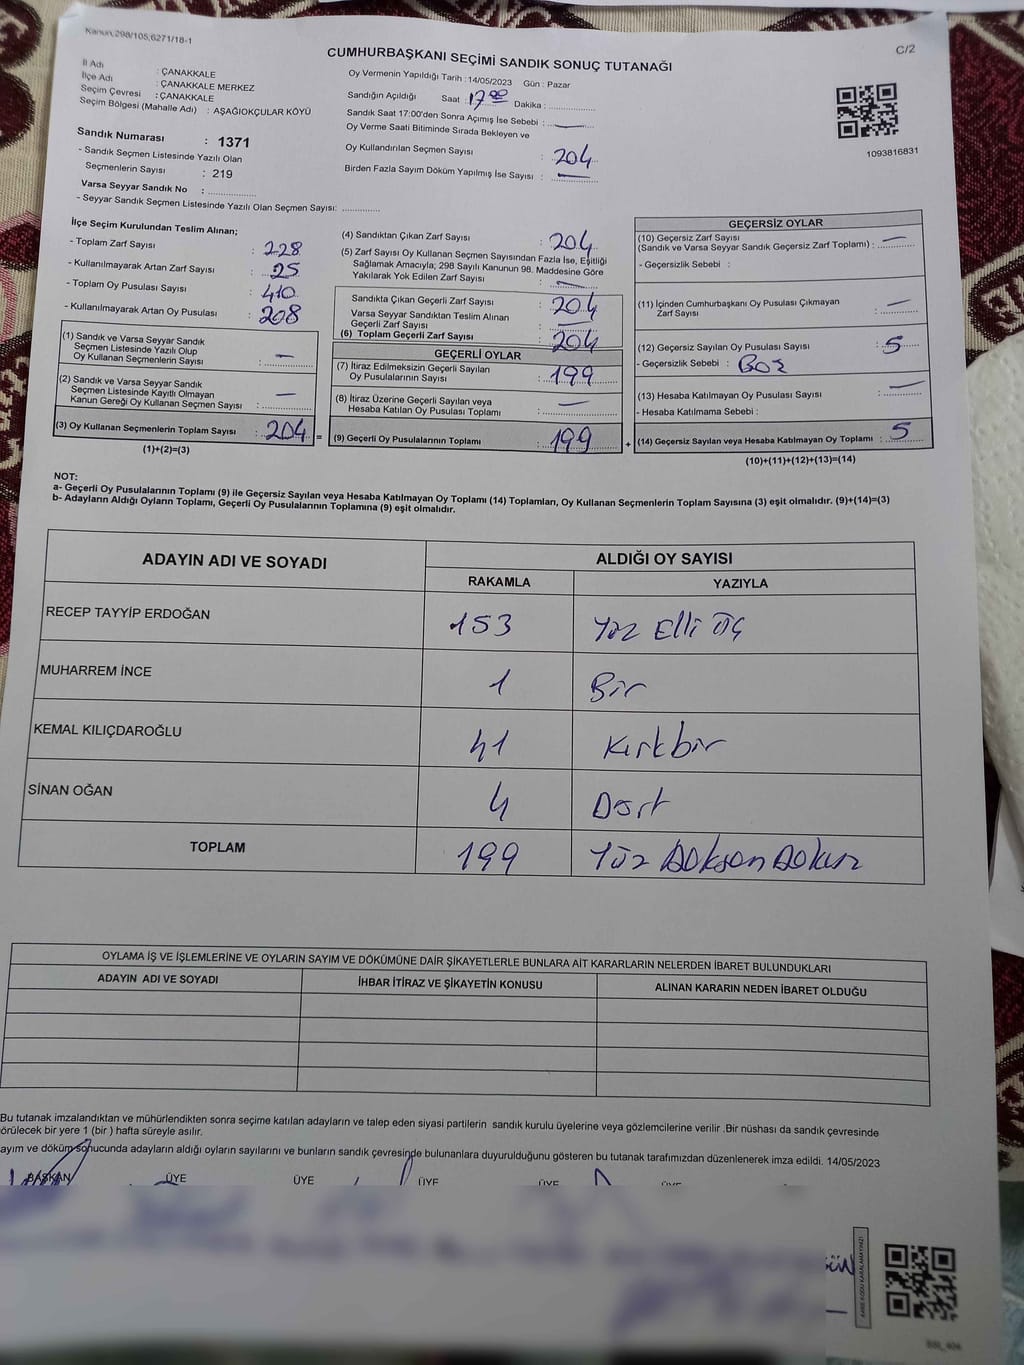 Kanun;298/105;6271/18-1
C/2
CUMHURBAŞKANI SEÇİMİ SANDIK SONUÇ TUTANAĞI
İl Adı : ÇANAKKALE
İlçe Adı : ÇANAKKALE MERKEZ
Seçim Çevresi : ÇANAKKALE
Seçim Bölgesi (Mahalle Adı) : AŞAĞIOKÇULAR KÖYÜ
Sandık Numarası : 1371
- Sandık Seçmen Listesinde Yazılı Olan
Seçmenlerin Sayısı : 219
Varsa Seyyar Sandık No : ..............
- Seyyar Sandık Seçmen Listesinde Yazılı Olan Seçmen Sayısı: ..............
Oy Vermenin Yapıldığı Tarih : 14/05/2023 Gün : Pazar
Sandığın Açıldığı Saat : 17.00 Dakika : ..............
Sandık Saat 17:00'den Sonra Açımış İse Sebebi : —
Oy Verme Saati Bitiminde Sırada Bekleyen ve
Oy Kullandırılan Seçmen Sayısı : 204
Birden Fazla Sayım Döküm Yapılmış İse Sayısı : —
1093816831
İlçe Seçim Kurulundan Teslim Alınan;
- Toplam Zarf Sayısı : 228
- Kullanılmayarak Artan Zarf Sayısı : 25
- Toplam Oy Pusulası Sayısı : 410
- Kullanılmayarak Artan Oy Pusulası : 208
(1) Sandık ve Varsa Seyyar Sandık
Seçmen Listesinde Yazılı Olup
Oy Kullanan Seçmenlerin Sayısı : —
(2) Sandık ve Varsa Seyyar Sandık
Seçmen Listesinde Kayıtlı Olmayan
Kanun Gereği Oy Kullanan Seçmen Sayısı : —
(3) Oy Kullanan Seçmenlerin Toplam Sayısı : 204 =
(1)+(2)=(3)
(4) Sandıktan Çıkan Zarf Sayısı : 204
(5) Zarf Sayısı Oy Kullanan Seçmen Sayısından Fazla İse, Eşitliği
Sağlamak Amacıyla; 298 Sayılı Kanunun 98. Maddesine Göre
Yakılarak Yok Edilen Zarf Sayısı : —
Sandıkta Çıkan Geçerli Zarf Sayısı : 204
Varsa Seyyar Sandıktan Teslim Alınan
Geçerli Zarf Sayısı : —
(6) Toplam Geçerli Zarf Sayısı : 204
GEÇERLİ OYLAR
(7) İtiraz Edilmeksizin Geçerli Sayılan
Oy Pusulalarının Sayısı : 199
(8) İtiraz Üzerine Geçerli Sayılan veya
Hesaba Katılan Oy Pusulası Toplamı : —
(9) Geçerli Oy Pusulalarının Toplamı : 199 +
GEÇERSİZ OYLAR
(10) Geçersiz Zarf Sayısı
(Sandık ve Varsa Seyyar Sandık Geçersiz Zarf Toplamı) : —
- Geçersizlik Sebebi :
(11) İçinden Cumhurbaşkanı Oy Pusulası Çıkmayan
Zarf Sayısı : —
(12) Geçersiz Sayılan Oy Pusulası Sayısı : 5
- Geçersizlik Sebebi : Boş
(13) Hesaba Katılmayan Oy Pusulası Sayısı : —
- Hesaba Katılmama Sebebi :
(14) Geçersiz Sayılan veya Hesaba Katılmayan Oy Toplamı : 5
(10)+(11)+(12)+(13)=(14)
NOT:
a- Geçerli Oy Pusulalarının Toplamı (9) ile Geçersiz Sayılan veya Hesaba Katılmayan Oy Toplamı (14) Toplamları, Oy Kullanan Seçmenlerin Toplam Sayısına (3) eşit olmalıdır. (9)+(14)=(3)
b- Adayların Aldığı Oyların Toplamı, Geçerli Oy Pusulalarının Toplamına (9) eşit olmalıdır.
ADAYIN ADI VE SOYADI ALDIĞI OY SAYISI
RAKAMLA YAZIYLA
RECEP TAYYİP ERDOĞAN 153 Yüz Elli Üç
MUHARREM İNCE 1 Bir
KEMAL KILIÇDAROĞLU 41 Kırkbir
SİNAN OĞAN 4 Dört
TOPLAM 199 Yüz Doksan Dokuz
OYLAMA İŞ VE İŞLEMLERİNE VE OYLARIN SAYIM VE DÖKÜMÜNE DAİR ŞİKAYETLERLE BUNLARA AİT KARARLARIN NELERDEN İBARET BULUNDUKLARI
ADAYIN ADI VE SOYADI İHBAR İTİRAZ VE ŞİKAYETİN KONUSU ALINAN KARARIN NEDEN İBARET OLDUĞU
Bu tutanak imzalandıktan ve mühürlendikten sonra seçime katılan adayların ve talep eden siyasi partilerin sandık kurulu üyelerine veya gözlemcilerine verilir .Bir nüshası da sandık çevresinde
örülecek bir yere 1 (bir ) hafta süreyle asılır.
ayım ve döküm sonucunda adayların aldığı oyların sayılarını ve bunların sandık çevresinde bulunanlara duyurulduğunu gösteren bu tutanak tarafımızdan düzenlenerek imza edildi. 14/05/2023
BAŞKAN ÜYE ÜYE ÜYE ÜYE ÜYE